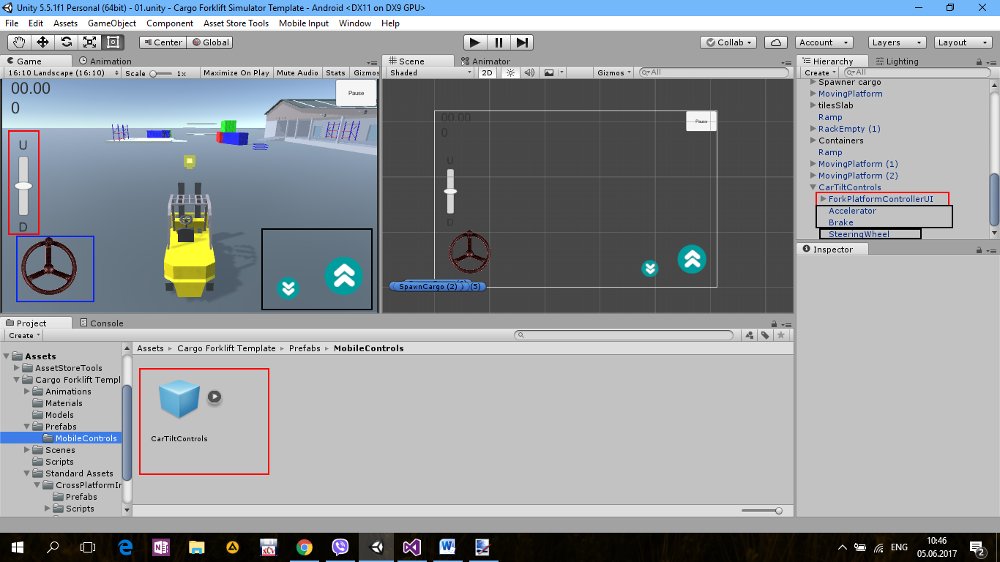 Unity 5.5.1f1 Personal (64bit) - 01.unity - Cargo Forklift Simulator Template - Android <DX11 on DX9 GPU>
File Edit Assets GameObject Component Asset Store Tools Mobile Input Window Help
Center Global Collab Account Layers Layout
Game Animation
16:10 Landscape (16:10) Scale 1x Maximize On Play Mute Audio Stats Gizmos
00.00
0
Pause
U
D
Scene Animator
Shaded 2D Gizmos All
00.00
0
Pause
U
D
SpawnCargo (2) (5)
Hierarchy Lighting
Create All
Spawner cargo
MovingPlatform
tilesSlab
Ramp
RackEmpty (1)
Containers
Ramp
MovingPlatform (1)
MovingPlatform (2)
CarTiltControls
ForkPlatformControllerUI
Accelerator
Brake
SteeringWheel
Inspector
Project Console
Create
Assets
AssetStoreTools
Cargo Forklift Templ
Animations
Materials
Models
Prefabs
MobileControls
Scenes
Scripts
Standard Assets
CrossPlatformIn
Prefabs
Scripts
Assets Cargo Forklift Template Prefabs MobileControls
CarTiltControls
xcv
ENG
10:46
05.06.2017
2